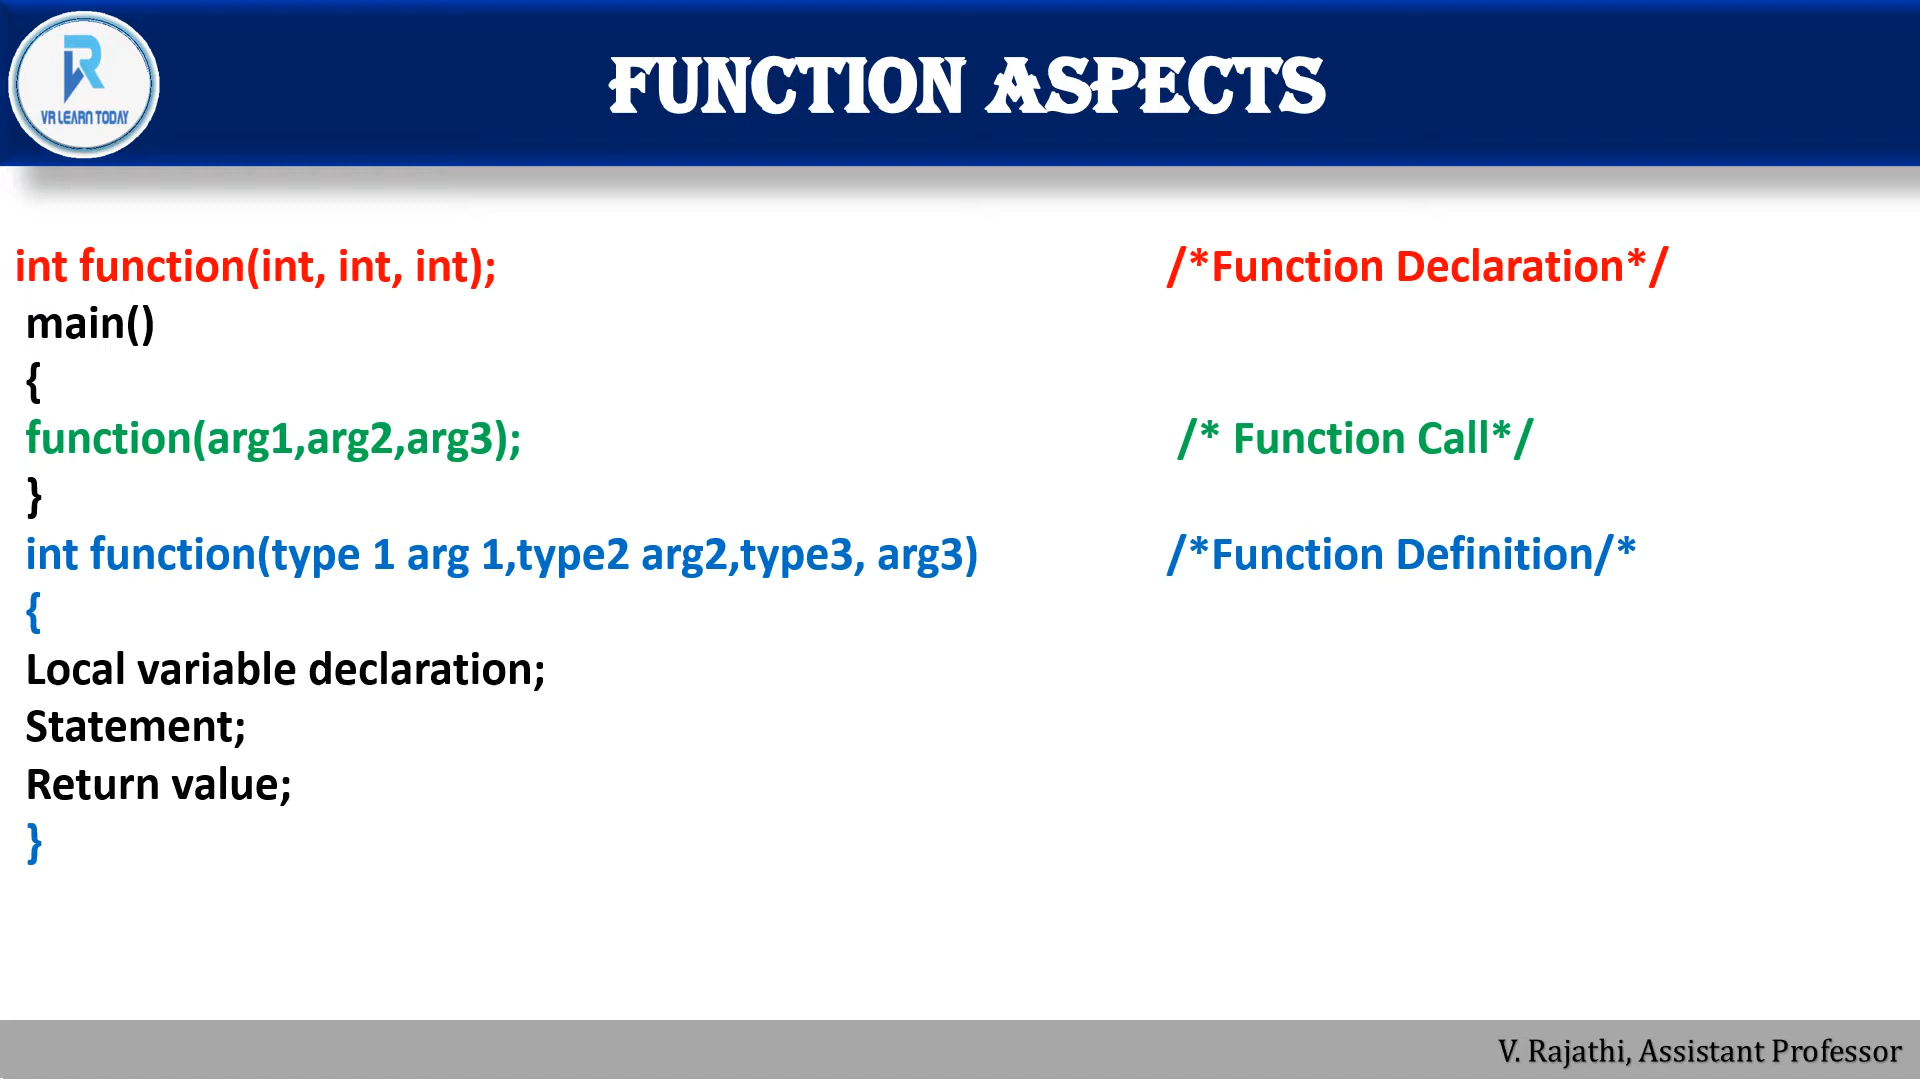 VR LEARN TODAY
FUNCTION ASPECTS
int function(int, int, int); /*Function Declaration*/
main()
{
function(arg1,arg2,arg3); /* Function Call*/
}
int function(type 1 arg 1,type2 arg2,type3, arg3) /*Function Definition/*
{
Local variable declaration;
Statement;
Return value;
}
V. Rajathi, Assistant Professor